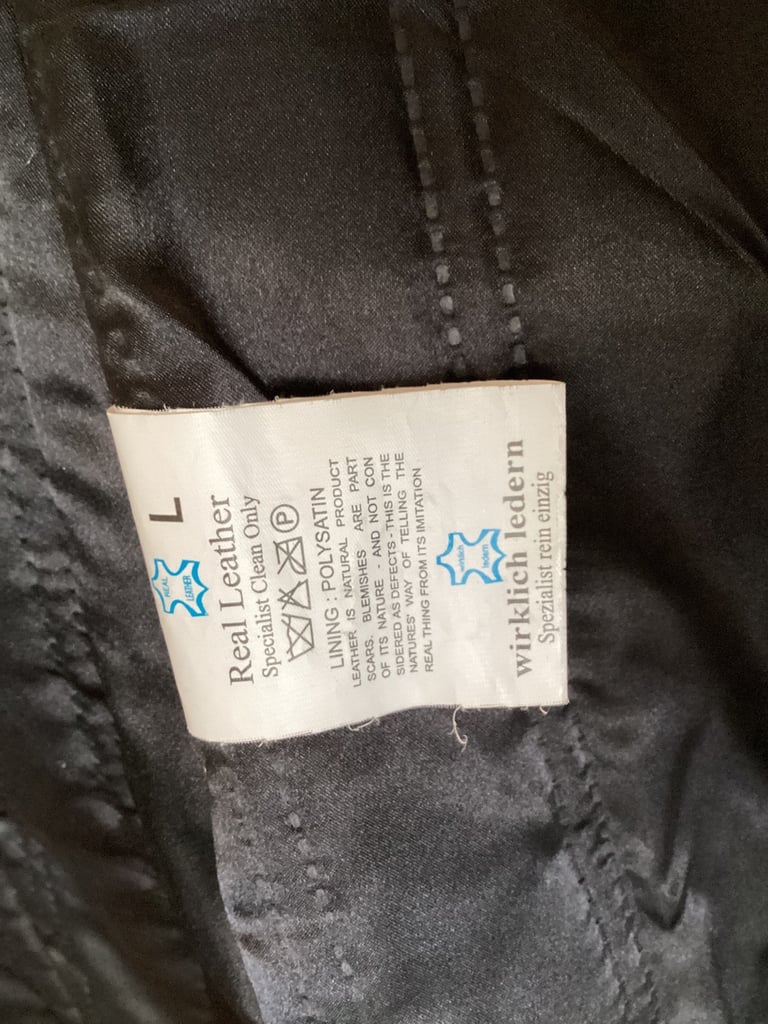 L
REAL
LEATHER
Real Leather
Specialist Clean Only
P
LINING : POLYSATIN
LEATHER IS NATURAL PRODUCT
SCARS. BLEMISHES ARE PART
OF ITS NATURE - AND NOT CON
SIDERED AS DEFECTS - THIS IS THE
NATURES' WAY OF TELLING THE
REAL THING FROM ITS IMITATION
wirklich
ledern
wirklich ledern
Spezialist rein einzig